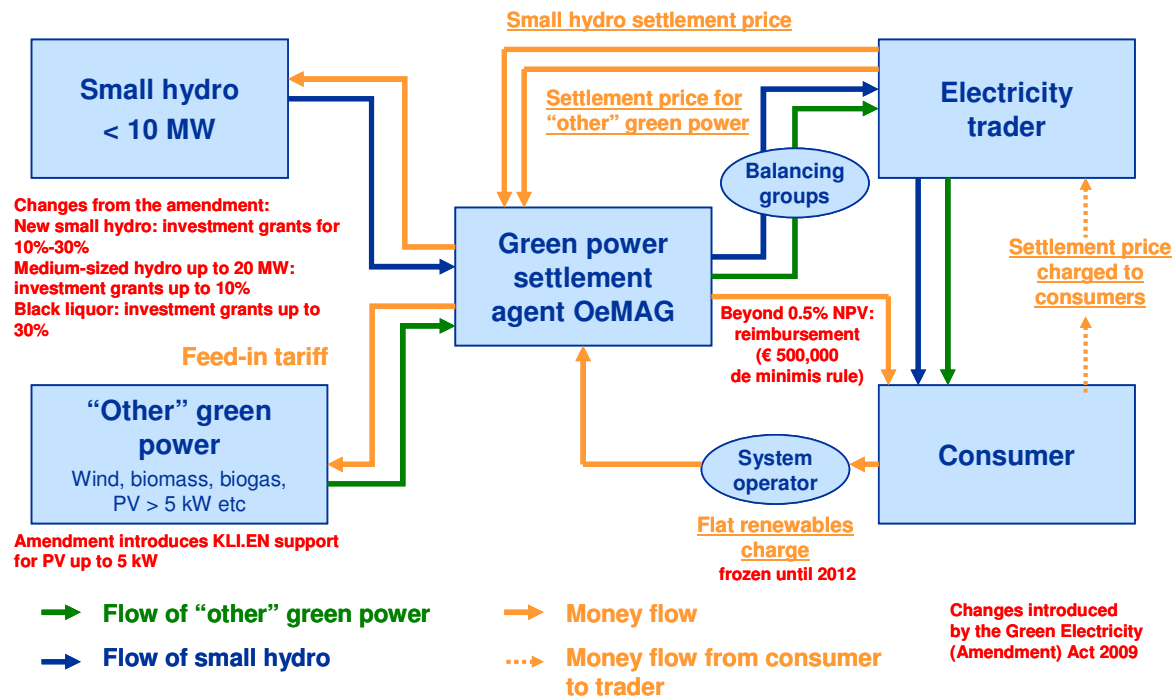 Small hydro settlement price
Small hydro
< 10 MW
Settlement price for
“other” green power
Electricity
trader
Balancing
groups
Changes from the amendment:
New small hydro: investment grants for
10%-30%
Medium-sized hydro up to 20 MW:
investment grants up to 10%
Black liquor: investment grants up to
30%
Green power
settlement
agent OeMAG
Settlement price
charged to
consumers
Beyond 0.5% NPV:
reimbursement
(€ 500,000
de minimis rule)
Feed-in tariff
“Other” green
power
Wind, biomass, biogas,
PV > 5 kW etc
System
operator
Consumer
Amendment introduces KLI.EN support
for PV up to 5 kW
Flat renewables
charge
frozen until 2012
Flow of “other” green power
Flow of small hydro
Money flow
Money flow from consumer
to trader
Changes introduced
by the Green Electricity
(Amendment) Act 2009